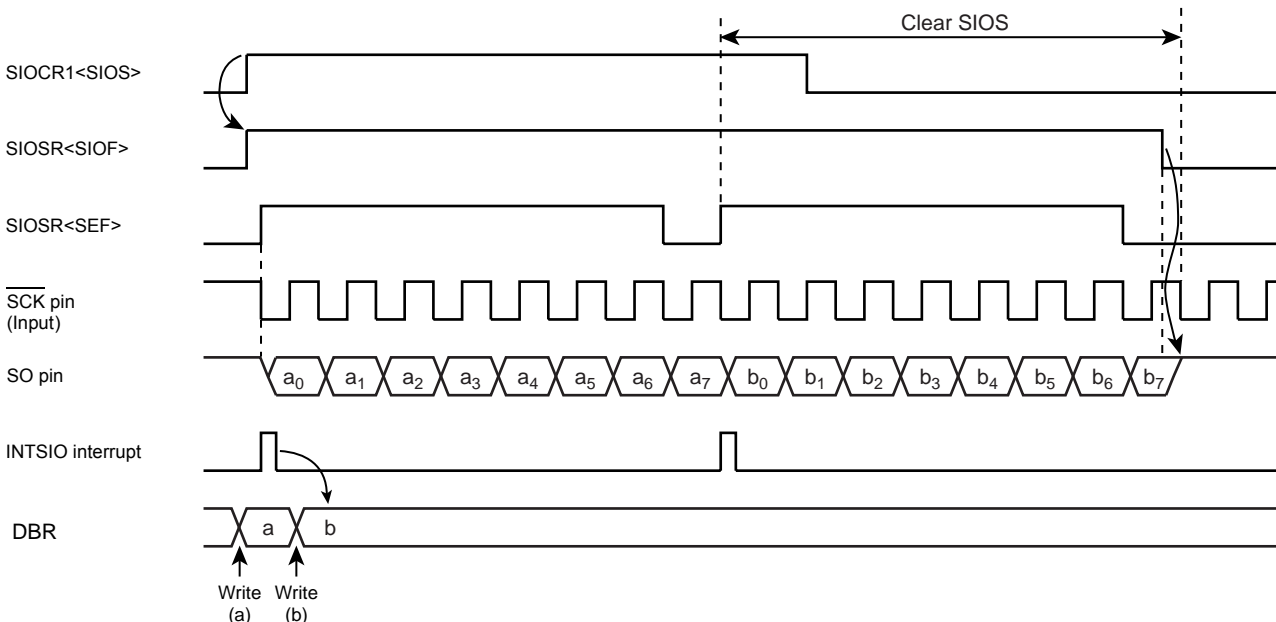 Clear SIOS
SIOCR1<SIOS>
SIOSR<SIOF>
SIOSR<SEF>
SCK pin
(Input)
SO pin
a0 a1 a2 a3 a4 a5 a6 a7 b0 b1 b2 b3 b4 b5 b6 b7
INTSIO interrupt
DBR
a b
Write Write
(a) (b)